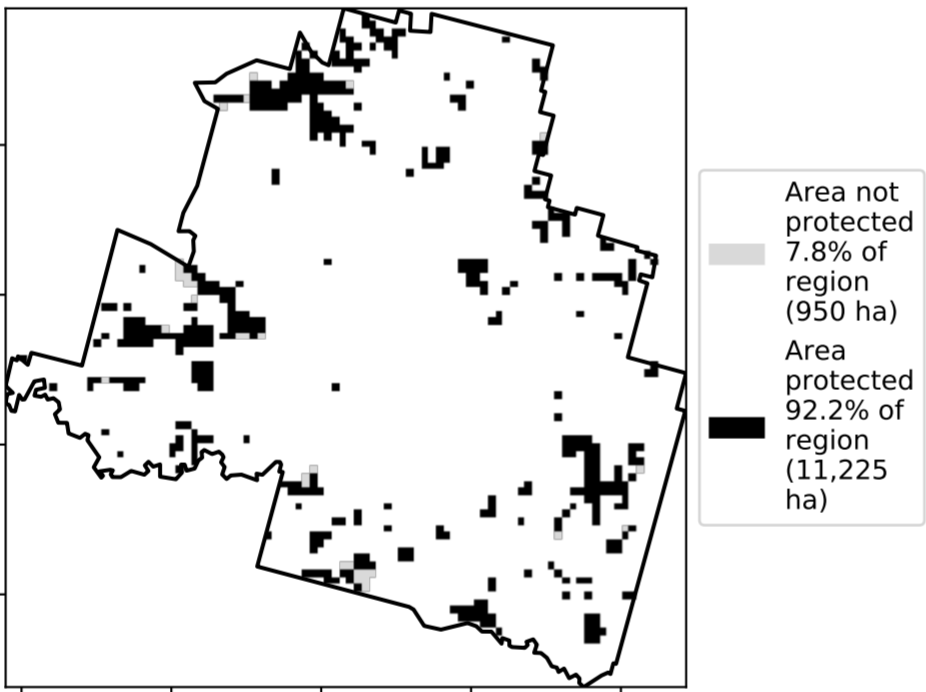 Area not
protected
7.8% of
region
(950 ha)
Area
protected
92.2% of
region
(11,225
ha)